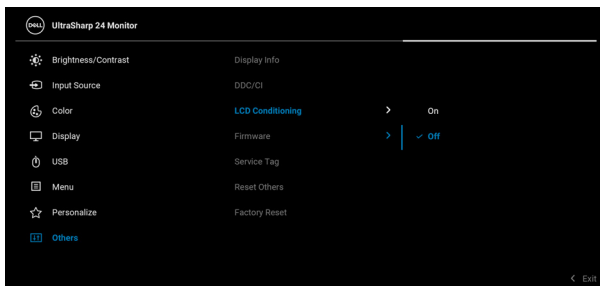 DELL UltraSharp 24 Monitor
Brightness/Contrast Display Info
Input Source DDC/CI
Color LCD Conditioning > On
Display Firmware > ✓ Off
USB Service Tag
Menu Reset Others
Personalize Factory Reset
Others
< Exit